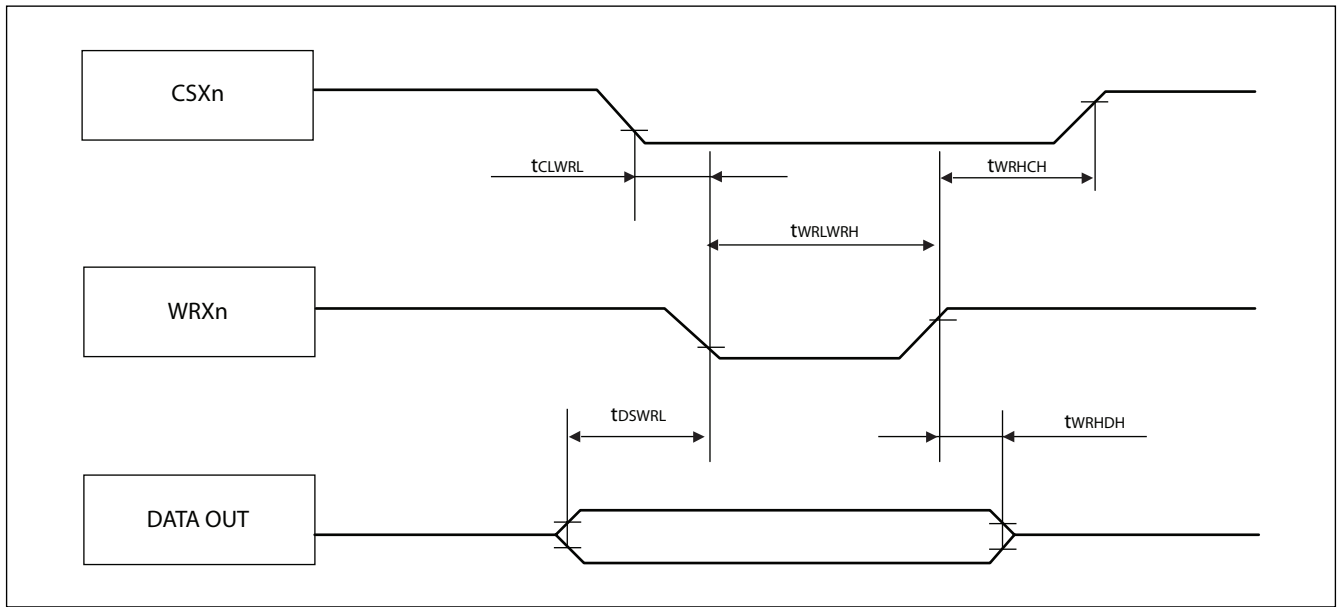 CSXn
tCLWRL
tWRHCH
tWRLWRH
WRXn
tDSWRL
tWRHDH
DATA OUT